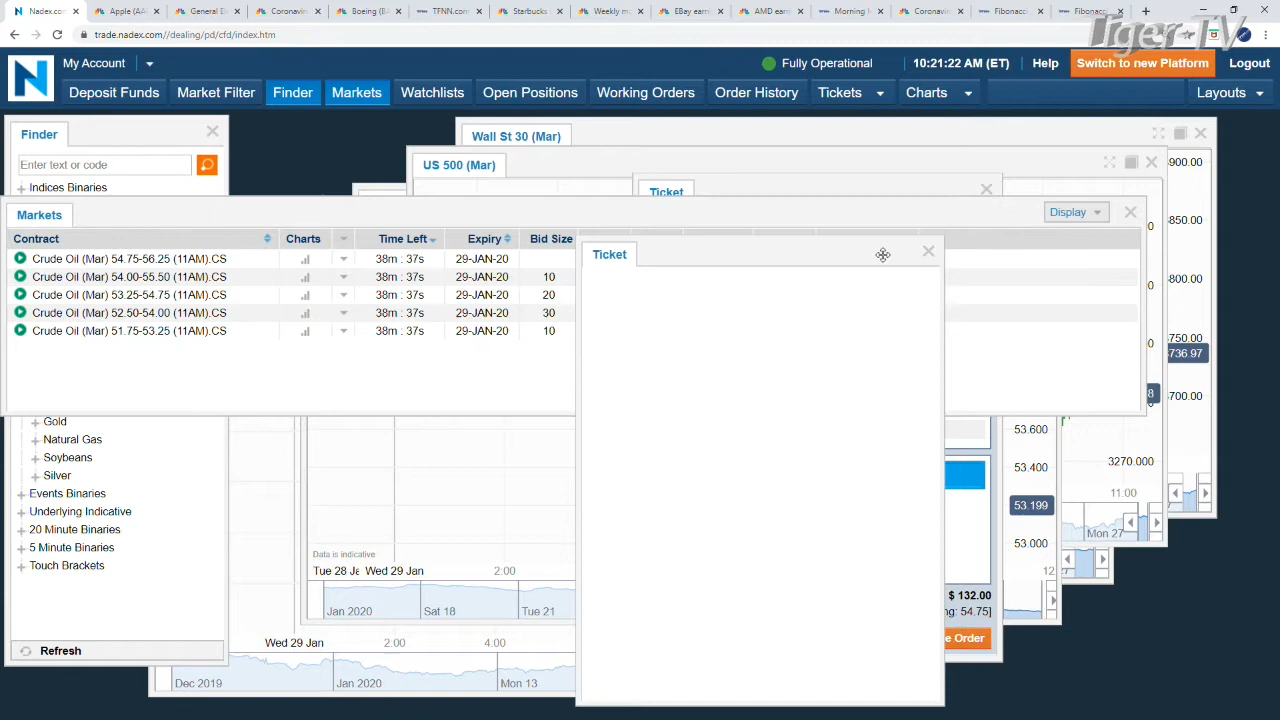 Nadex.com
Apple (AA
General El
Coronavir
Boeing (B
TFNN.com
Starbucks
Weekly m
EBay earn
AMD earn
Morning M
Coronavir
Fibonacci
Fibonacc
trade.nadex.com//dealing/pd/cfd/index.htm
Tiger-TV
My Account
Fully Operational
10:21:22 AM (ET)
Help
Switch to new Platform
Logout
N
Deposit Funds
Market Filter
Finder
Markets
Watchlists
Open Positions
Working Orders
Order History
Tickets
Charts
Layouts
Finder
Wall St 30 (Mar)
US 500 (Mar)
Enter text or code
Indices Binaries
Ticket
Markets
Display
Contract Charts Time Left Expiry Bid Size
Crude Oil (Mar) 54.75-56.25 (11AM).CS 38m : 37s 29-JAN-20
Crude Oil (Mar) 54.00-55.50 (11AM).CS 38m : 37s 29-JAN-20 10
Crude Oil (Mar) 53.25-54.75 (11AM).CS 38m : 37s 29-JAN-20 20
Crude Oil (Mar) 52.50-54.00 (11AM).CS 38m : 37s 29-JAN-20 30
Crude Oil (Mar) 51.75-53.25 (11AM).CS 38m : 37s 29-JAN-20 10
Ticket
900.00
850.00
800.00
750.00
736.97
700.00
Gold
Natural Gas
Soybeans
Silver
Events Binaries
Underlying Indicative
20 Minute Binaries
5 Minute Binaries
Touch Brackets
Refresh
53.600
53.400
53.199
53.000
3270.000
11:00
Mon 27
Data is indicative
Tue 28 Ja Wed 29 Jan 2:00
Jan 2020 Sat 18 Tue 21
$ 132.00
g: 54.75]
e Order
Wed 29 Jan 2:00 4:00
Dec 2019 Jan 2020 Mon 13